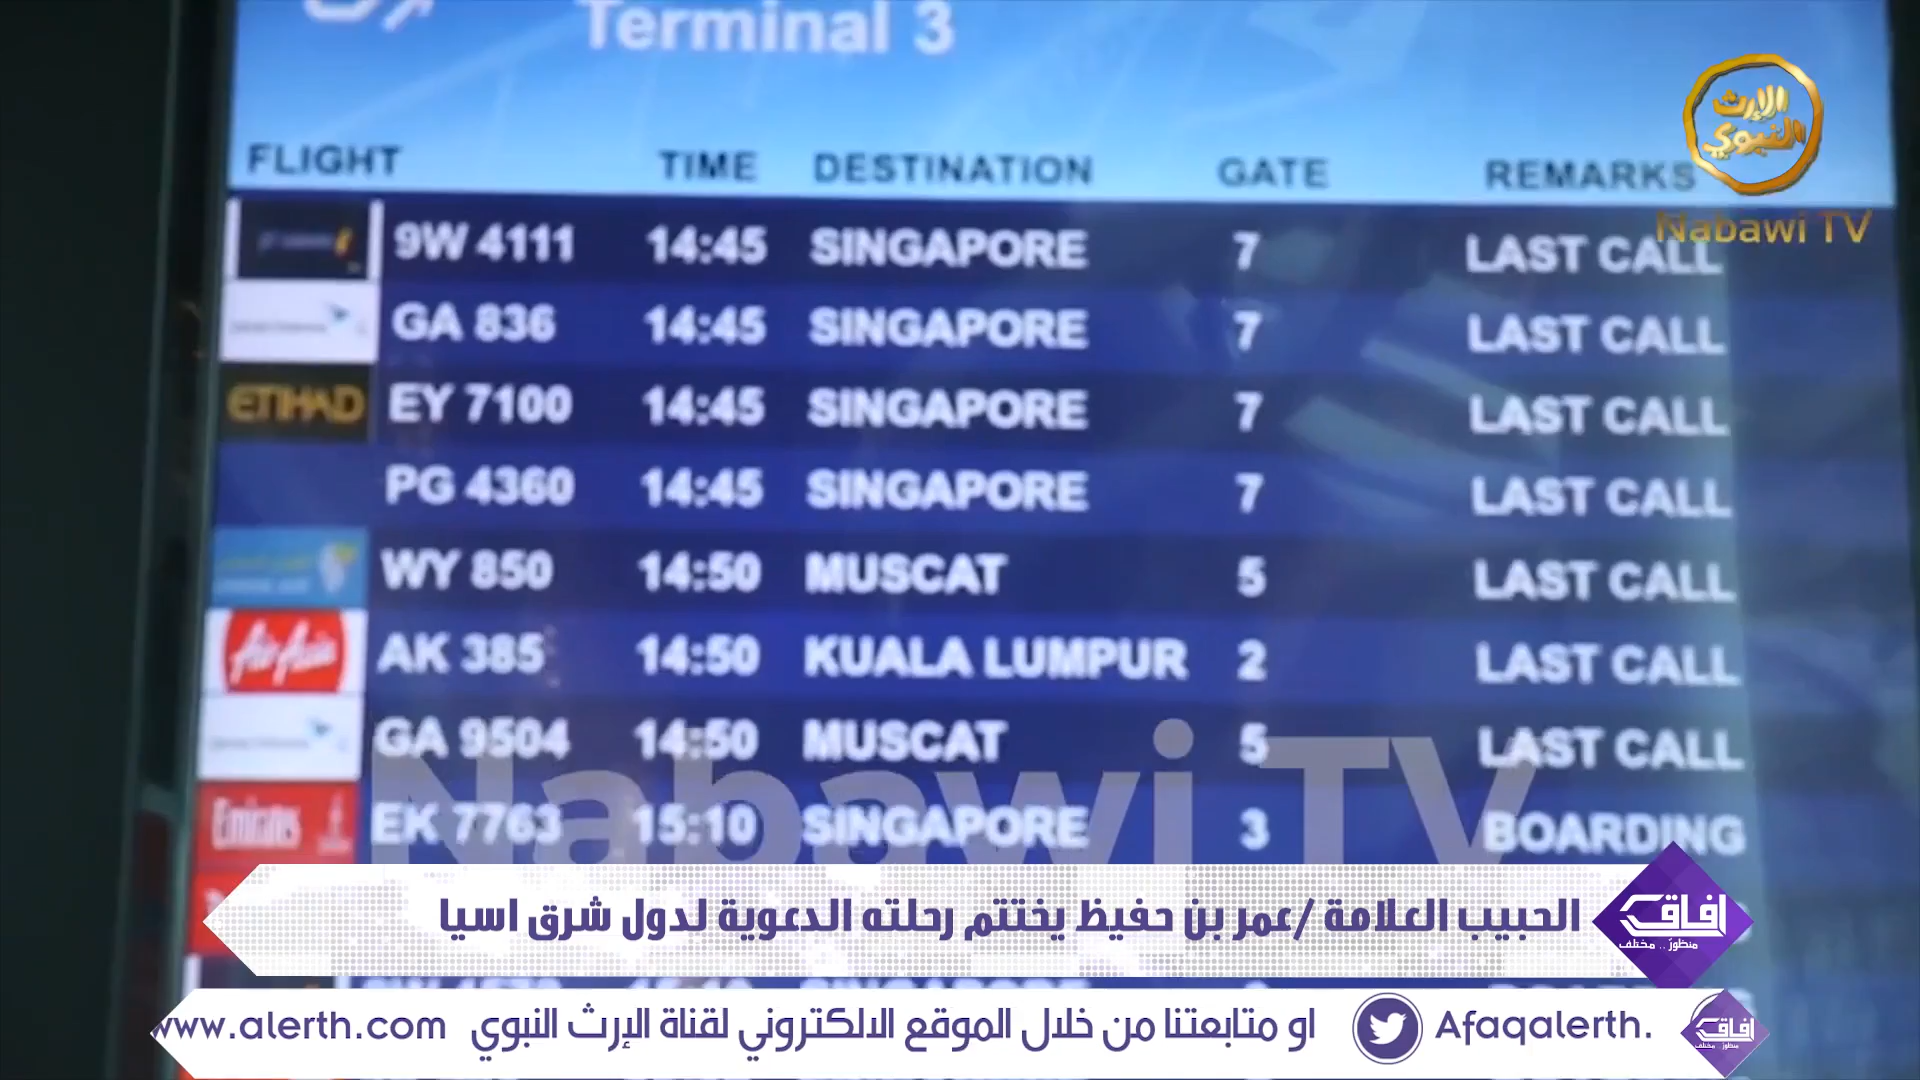 Terminal 3
FLIGHT TIME DESTINATION GATE REMARKS
الإرث
النبوي
Nabawi TV
9W 4111 14:45 SINGAPORE 7 LAST CALL
GA 836 14:45 SINGAPORE 7 LAST CALL
ETIHAD EY 7100 14:45 SINGAPORE 7 LAST CALL
PG 4360 14:45 SINGAPORE 7 LAST CALL
WY 850 14:50 MUSCAT 5 LAST CALL
AirAsia AK 385 14:50 KUALA LUMPUR 2 LAST CALL
GA 9504 14:50 MUSCAT 5 LAST CALL
Nabawi TV
Emirates EK 7763 15:10 SINGAPORE 3 BOARDING
الحبيب العلامة /عمر بن حفيظ يختتم رحلته الدعوية لدول شرق اسيا
افاق
منظورٌ .. مختلف
او متابعتنا من خلال الموقع الالكتروني لقناة الإرث النبوي www.alerth.com
Afaqalerth.
افاق
منظورٌ .. مختلف